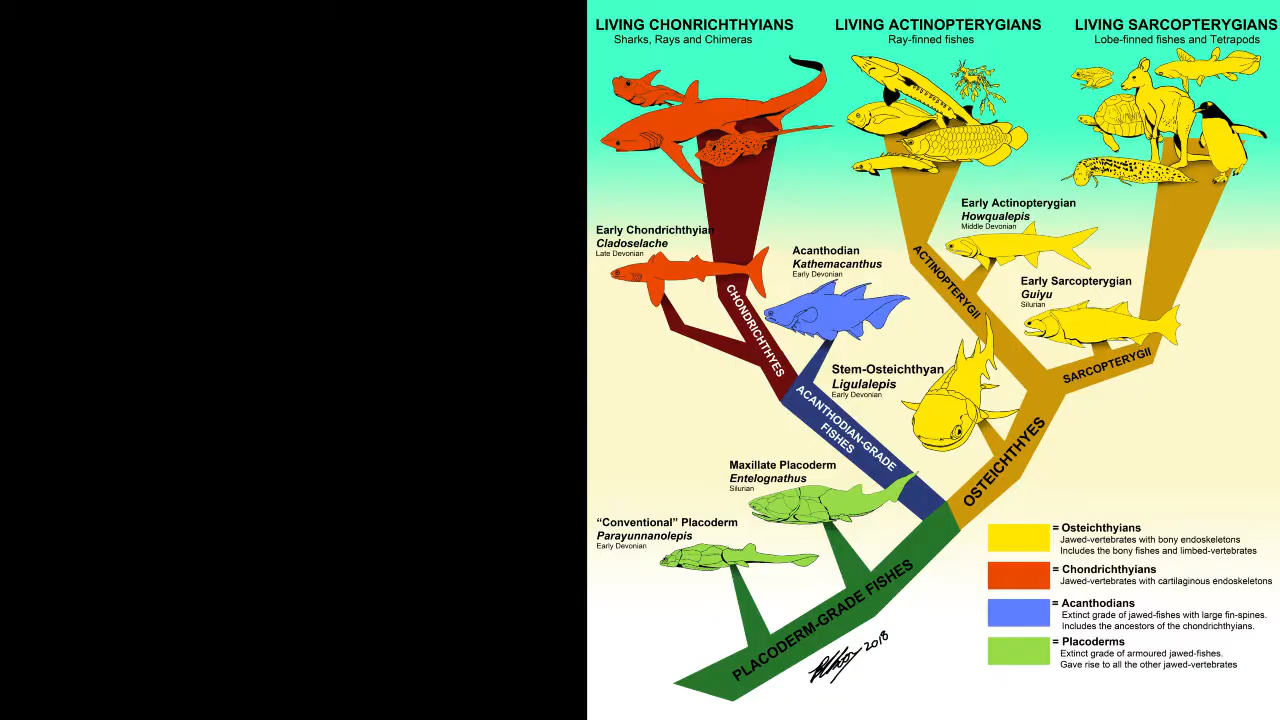 LIVING CHONRICHTHYIANS
Sharks, Rays and Chimeras
LIVING ACTINOPTERYGIANS
Ray-finned fishes
LIVING SARCOPTERYGIANS
Lobe-finned fishes and Tetrapods
Early Actinopterygian
Howqualepis
Middle Devonian
Early Chondrichthyian
Cladoselache
Late Devonian
Acanthodian
Kathemacanthus
Early Devonian
Early Sarcopterygian
Guiyu
Silurian
ACTINOPTERYGII
CHONDRICHTHYES
SARCOPTERYGII
Stem-Osteichthyan
Ligulalepis
Early Devonian
ACANTHODIAN-GRADE
FISHES
OSTEICHTHYES
Maxillate Placoderm
Entelognathus
Silurian
“Conventional” Placoderm
Parayunnanolepis
Early Devonian
PLACODERM-GRADE FISHES
2018
= Osteichthyians
Jawed-vertebrates with bony endoskeletons
Includes the bony fishes and limbed-vertebrates
= Chondrichthyians
Jawed-vertebrates with cartilaginous endoskeletons
= Acanthodians
Extinct grade of jawed-fishes with large fin-spines.
Includes the ancestors of the chondrichthyians.
= Placoderms
Extinct grade of armoured jawed-fishes.
Gave rise to all the other jawed-vertebrates